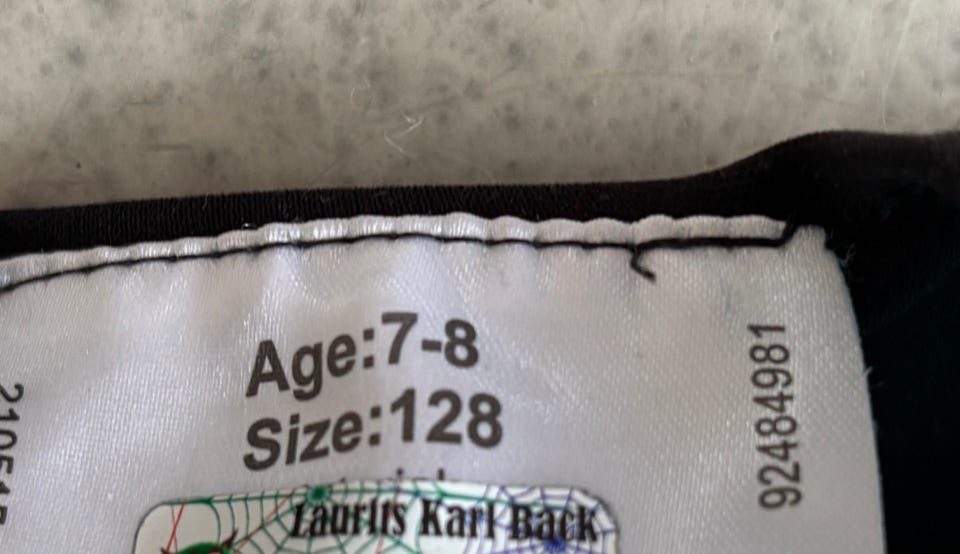 Age:7-8
Size:128
Laurits Karl Back
92484981